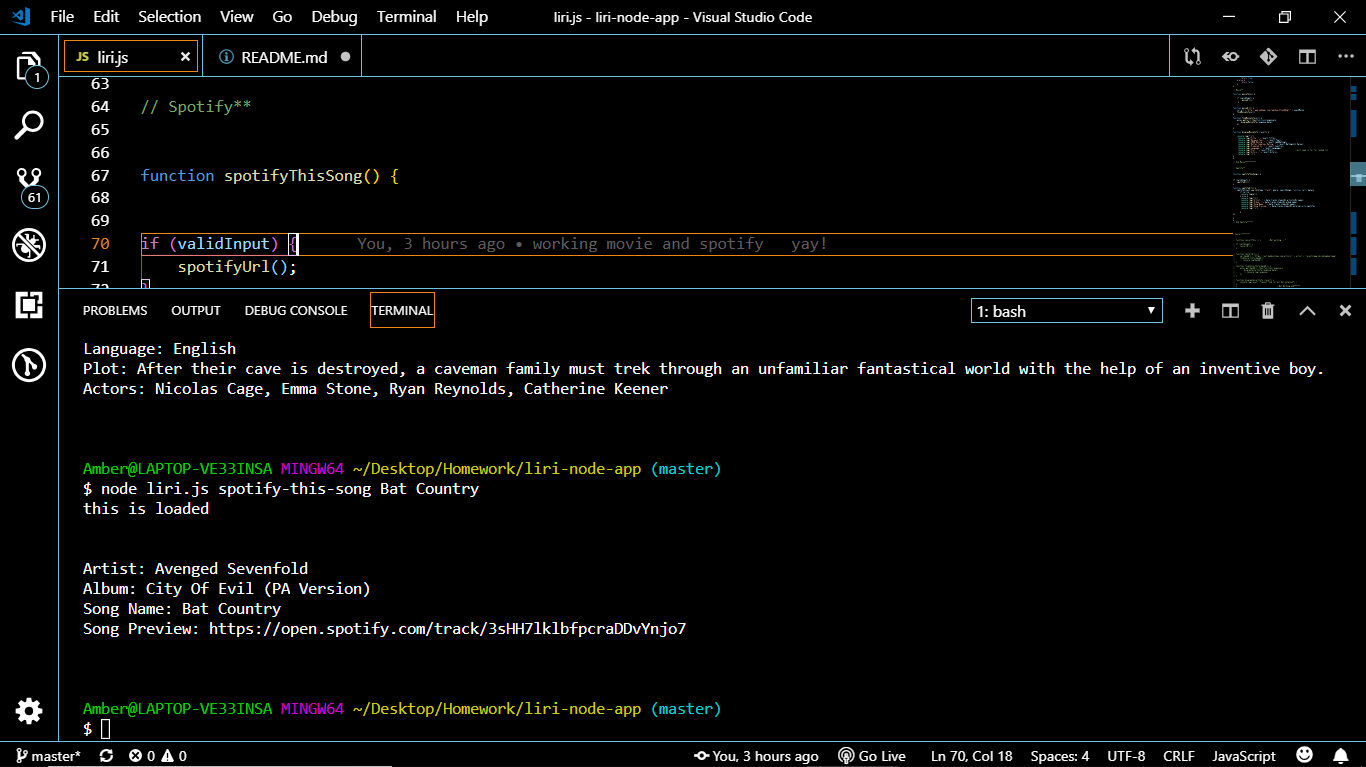 File Edit Selection View Go Debug Terminal Help liri.js - liri-node-app - Visual Studio Code
JS liri.js README.md
63
64 // Spotify**
65
66
67 function spotifyThisSong() {
68
69
70 if (validInput) { You, 3 hours ago • working movie and spotify yay!
71 spotifyUrl();
72 }
1
61
PROBLEMS OUTPUT DEBUG CONSOLE TERMINAL 1: bash
Language: English
Plot: After their cave is destroyed, a caveman family must trek through an unfamiliar fantastical world with the help of an inventive boy.
Actors: Nicolas Cage, Emma Stone, Ryan Reynolds, Catherine Keener
Amber@LAPTOP-VE33INSA MINGW64 ~/Desktop/Homework/liri-node-app (master)
$ node liri.js spotify-this-song Bat Country
this is loaded
Artist: Avenged Sevenfold
Album: City Of Evil (PA Version)
Song Name: Bat Country
Song Preview: https://open.spotify.com/track/3sHH7lklbfpcraDDvYnjo7
Amber@LAPTOP-VE33INSA MINGW64 ~/Desktop/Homework/liri-node-app (master)
$
master* 0 0 You, 3 hours ago Go Live Ln 70, Col 18 Spaces: 4 UTF-8 CRLF JavaScript